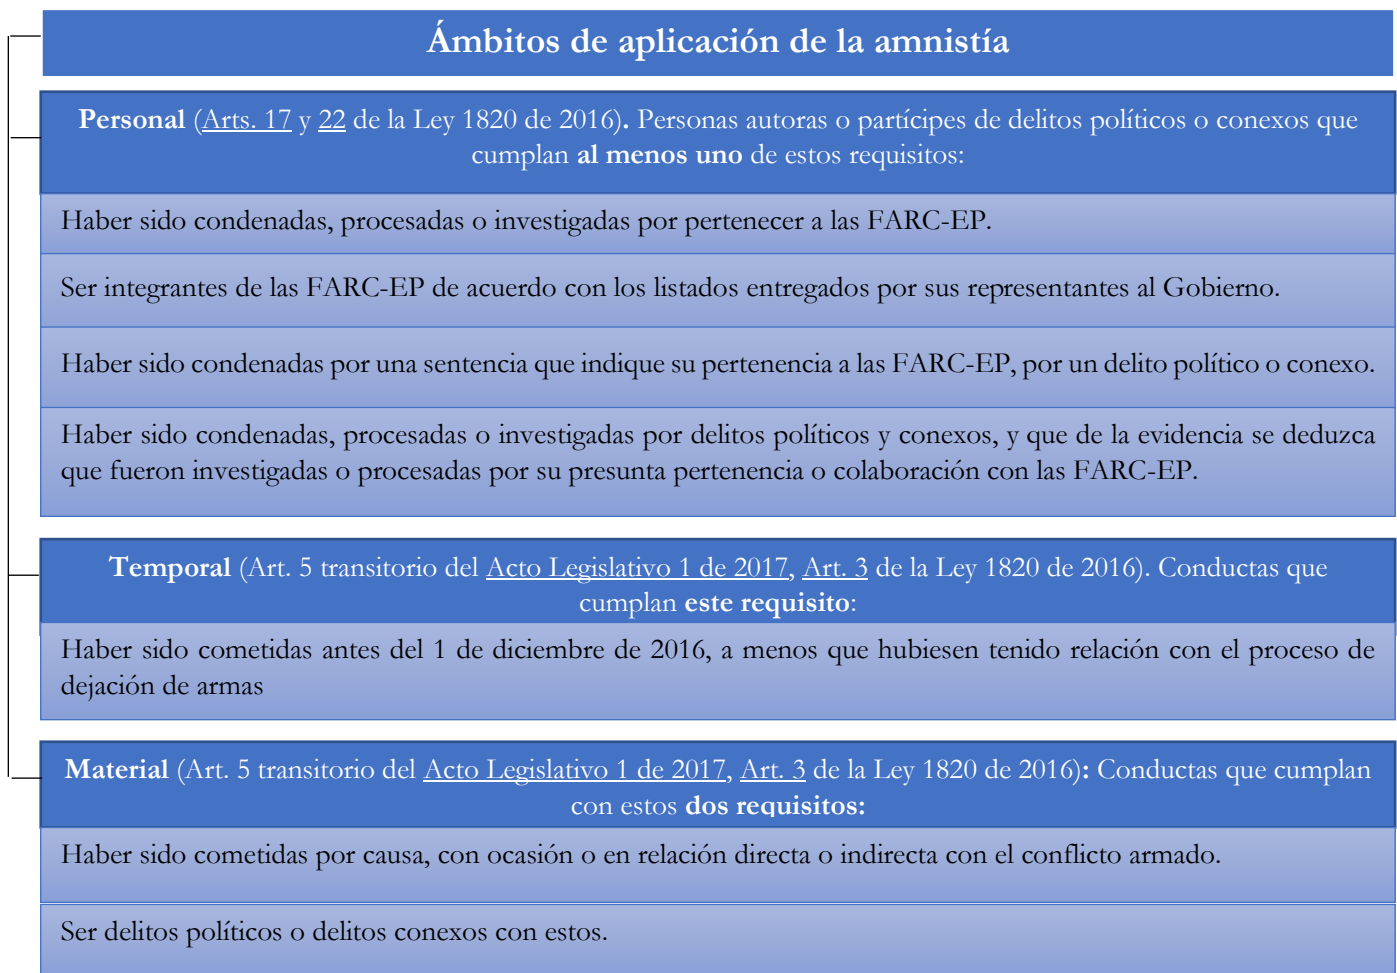 Ámbitos de aplicación de la amnistía
Personal (Arts. 17 y 22 de la Ley 1820 de 2016). Personas autoras o partícipes de delitos políticos o conexos que
cumplan al menos uno de estos requisitos:
Haber sido condenadas, procesadas o investigadas por pertenecer a las FARC-EP.
Ser integrantes de las FARC-EP de acuerdo con los listados entregados por sus representantes al Gobierno.
Haber sido condenadas por una sentencia que indique su pertenencia a las FARC-EP, por un delito político o conexo.
Haber sido condenadas, procesadas o investigadas por delitos políticos y conexos, y que de la evidencia se deduzca
que fueron investigadas o procesadas por su presunta pertenencia o colaboración con las FARC-EP.
Temporal (Art. 5 transitorio del Acto Legislativo 1 de 2017, Art. 3 de la Ley 1820 de 2016). Conductas que
cumplan este requisito:
Haber sido cometidas antes del 1 de diciembre de 2016, a menos que hubiesen tenido relación con el proceso de
dejación de armas
Material (Art. 5 transitorio del Acto Legislativo 1 de 2017, Art. 3 de la Ley 1820 de 2016): Conductas que cumplan
con estos dos requisitos:
Haber sido cometidas por causa, con ocasión o en relación directa o indirecta con el conflicto armado.
Ser delitos políticos o delitos conexos con estos.